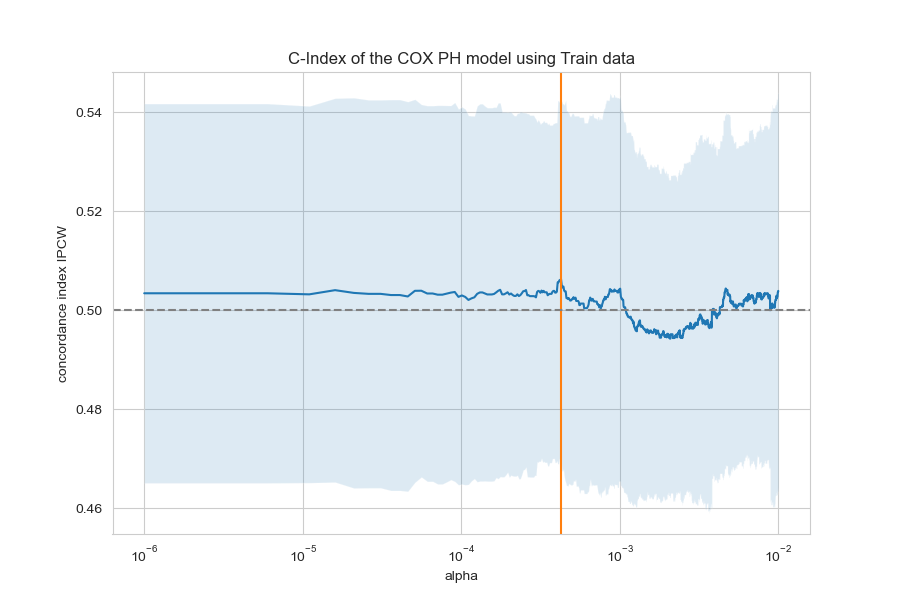 C-Index of the COX PH model using Train data
concordance index IPCW
0.54
0.52
0.50
0.48
0.46
10⁻⁶ 10⁻⁵ 10⁻⁴ 10⁻³ 10⁻²
alpha